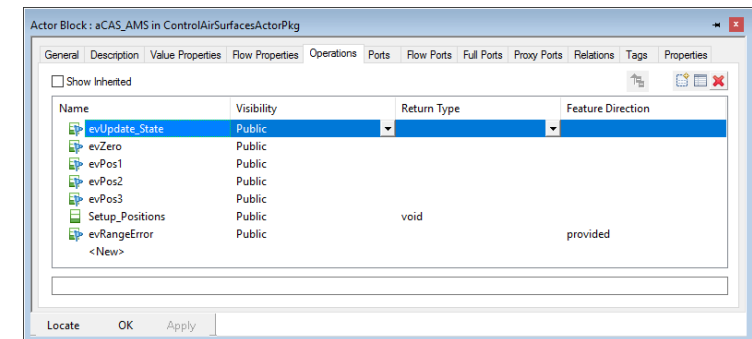 Actor Block : aCAS_AMS in ControlAirSurfacesActorPkg
General Description Value Properties Flow Properties Operations Ports Flow Ports Full Ports Proxy Ports Relations Tags Properties
Show Inherited
Name Visibility Return Type Feature Direction
evUpdate_State Public
evZero Public
evPos1 Public
evPos2 Public
evPos3 Public
Setup_Positions Public void
evRangeError Public provided
<New>
Locate OK Apply